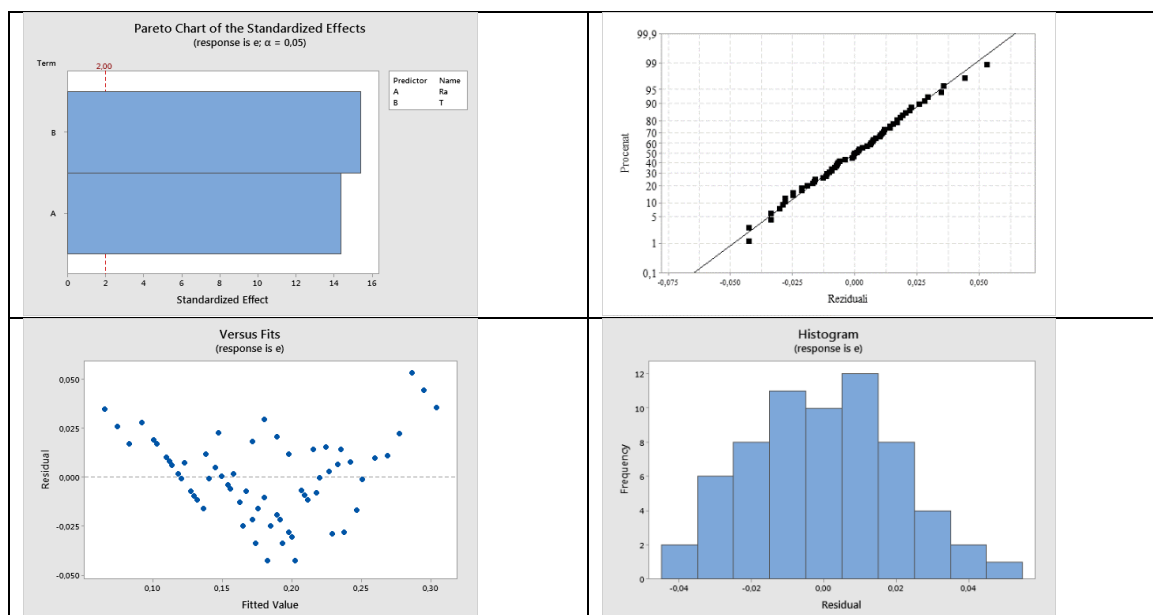 Pareto Chart of the Standardized Effects
(response is e; α = 0,05)
Term
2,00
Predictor Name
A Ra
B T
B
A
0 2 4 6 8 10 12 14 16
Standardized Effect
99,9
99
95
90
80
70
60
50
40
30
20
10
5
1
0,1
Procenat
-0,075 -0,050 -0,025 0,000 0,025 0,050
Reziduali
Versus Fits
(response is e)
0,050
0,025
0,000
-0,025
-0,050
Residual
0,10 0,15 0,20 0,25 0,30
Fitted Value
Histogram
(response is e)
12
10
8
6
4
2
0
Frequency
-0.04 -0.02 0.00 0.02 0.04
Residual